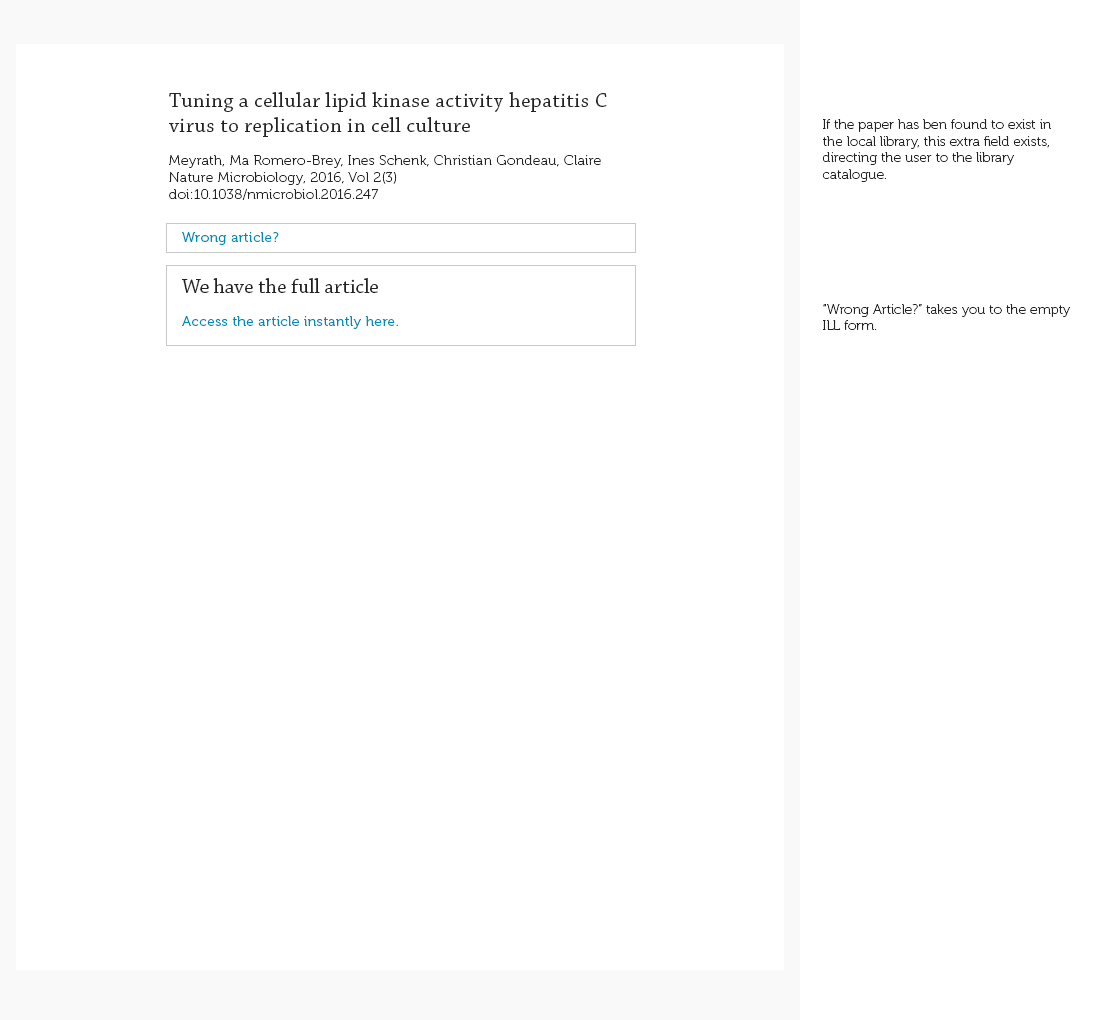 Tuning a cellular lipid kinase activity hepatitis C
virus to replication in cell culture
Meyrath, Ma Romero-Brey, Ines Schenk, Christian Gondeau, Claire
Nature Microbiology, 2016, Vol 2(3)
doi:10.1038/nmicrobiol.2016.247
Wrong article?
We have the full article
Access the article instantly here.
If the paper has ben found to exist in
the local library, this extra field exists,
directing the user to the library
catalogue.
“Wrong Article?” takes you to the empty
ILL form.